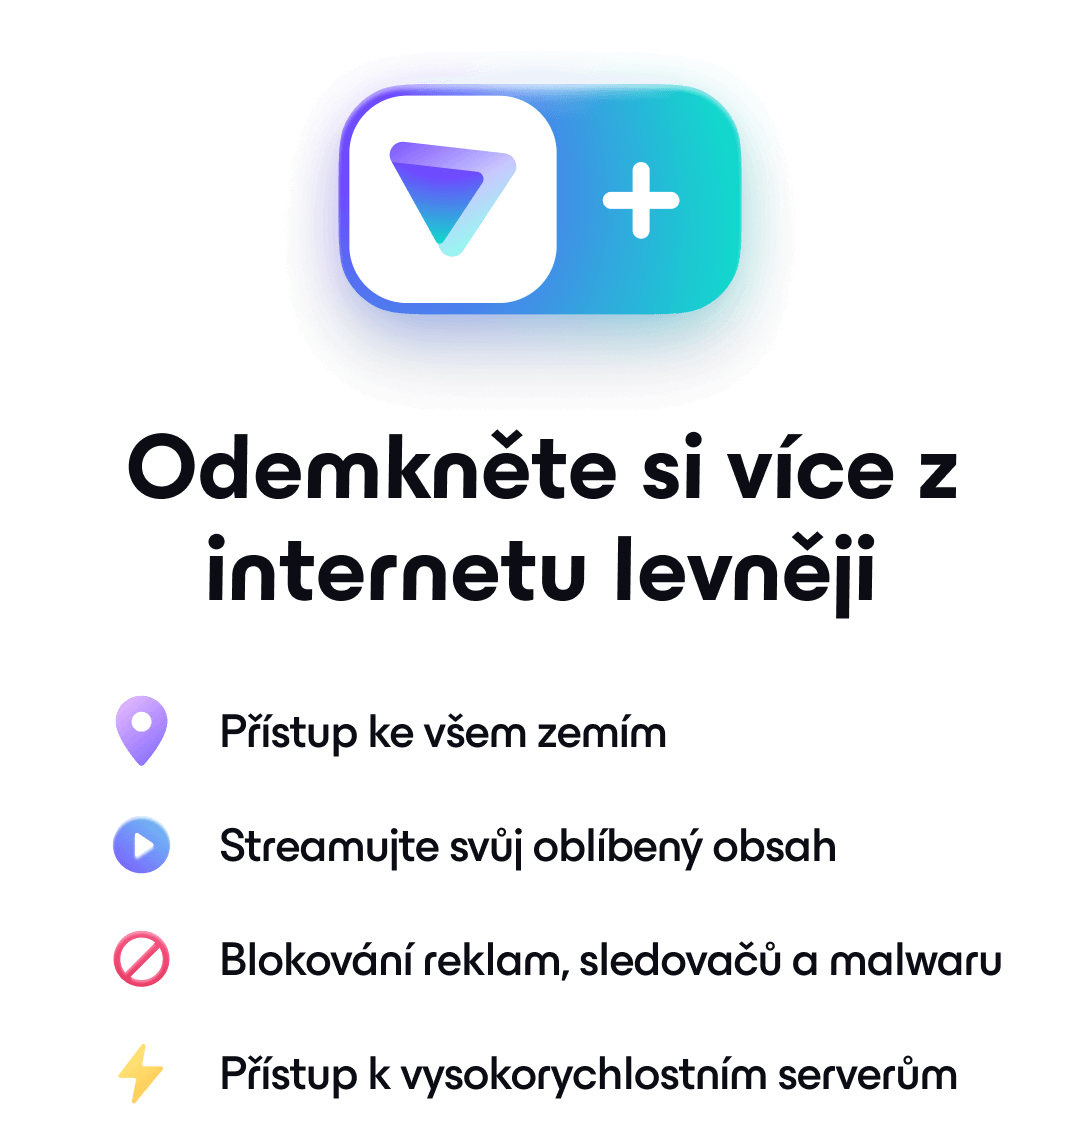 Odemkněte si více z
internetu levněji
Přístup ke všem zemím
Streamujte svůj oblíbený obsah
Blokování reklam, sledovačů a malwaru
Přístup k vysokorychlostním serverům